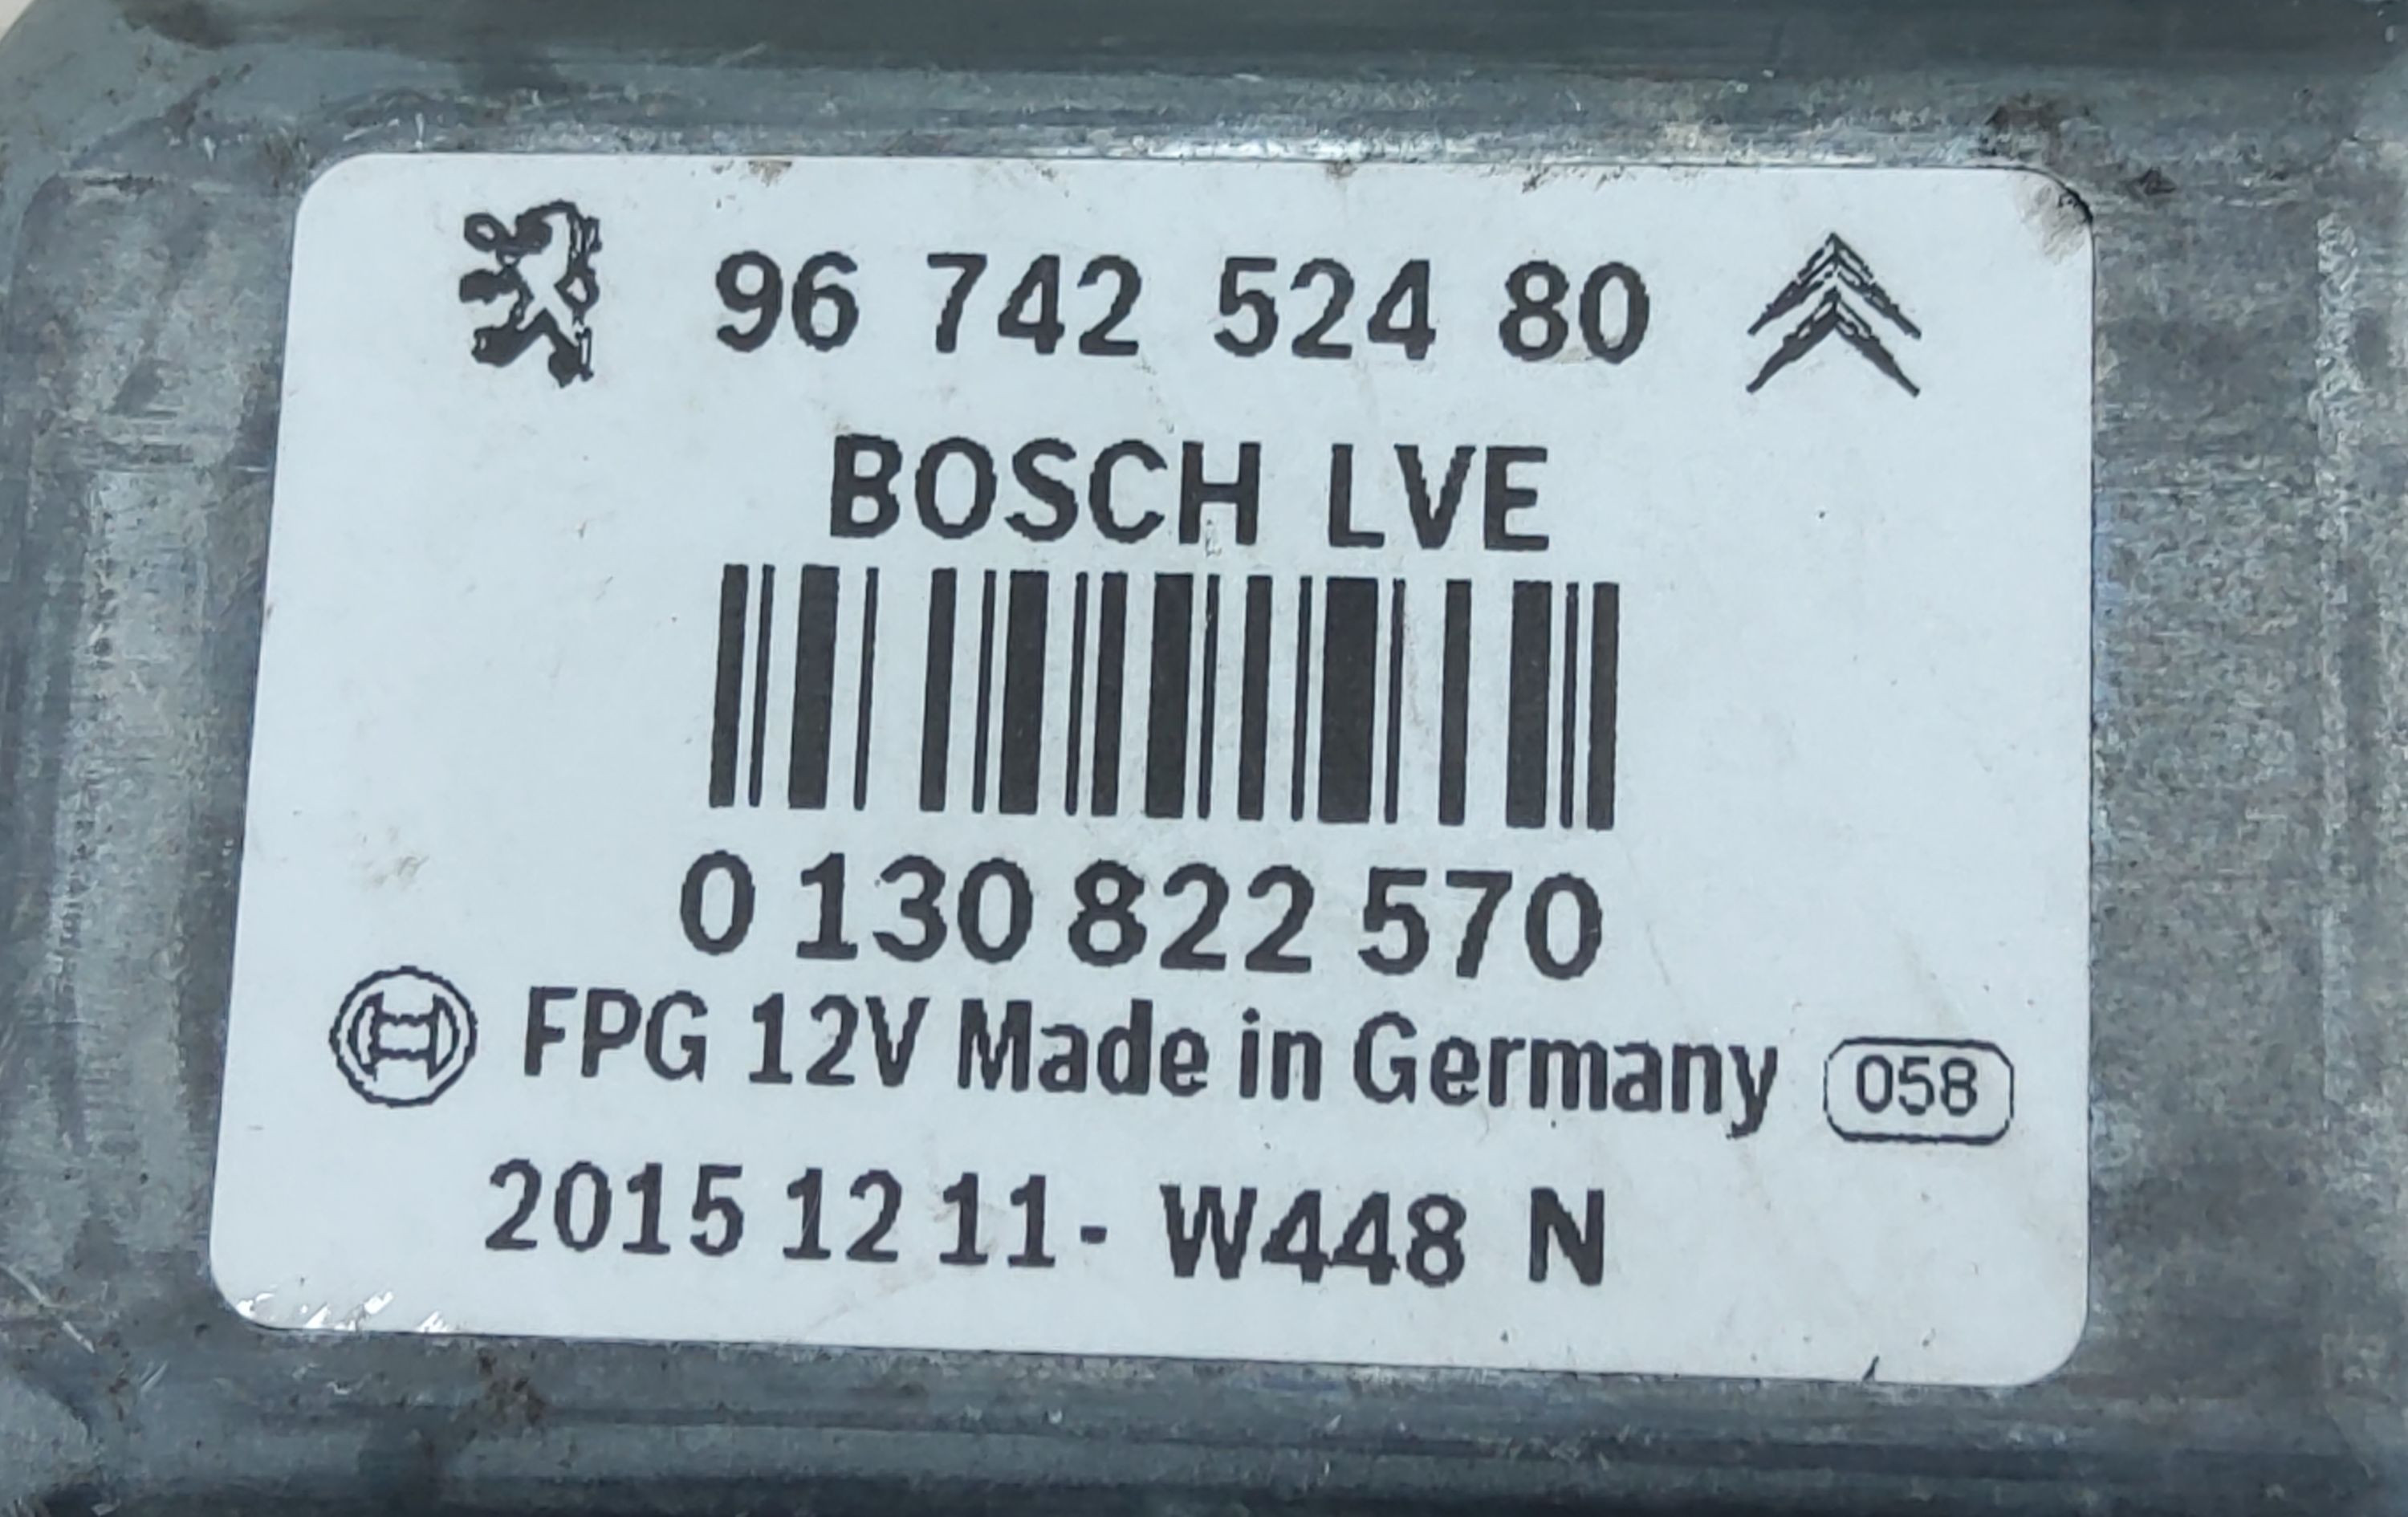 96 742 524 80
BOSCH LVE
0 130 822 570
FPG 12V Made in Germany 058
2015 12 11- W448 N